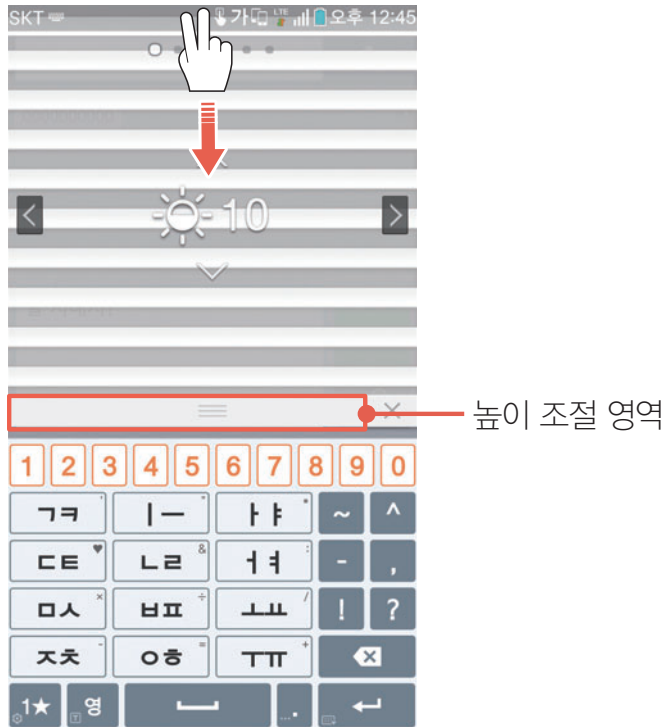 SKT 가 LTE 오후 12:45
10
높이 조절 영역
1 2 3 4 5 6 7 8 9 0
ㄱㅋ ' ㅣㅡ " ㅏㅑ * ~ ^
ㄷㅌ ♥ ㄴㄹ & ㅓㅕ : - ,
ㅁㅅ × ㅂㅍ ÷ ㅗㅛ / ! ?
ㅈㅊ - ㅇㅎ = ㅜㅠ +
1★ 영 ... .